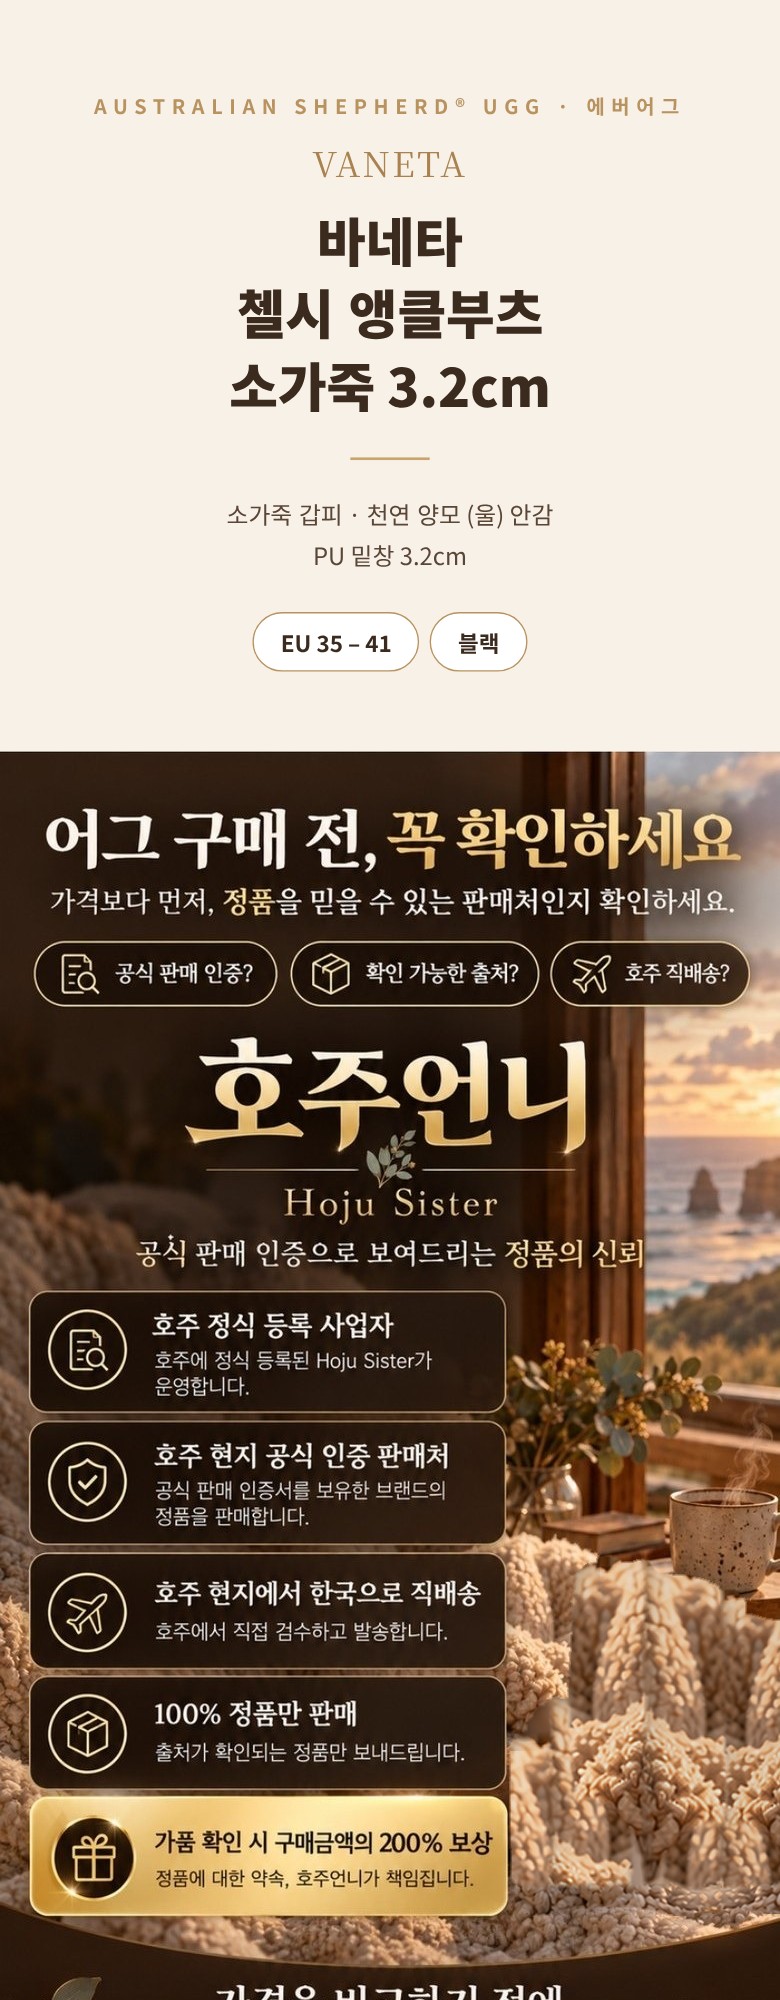 AUSTRALIAN SHEPHERD® UGG · 에버어그
VANETA
바네타
첼시 앵클부츠
소가죽 3.2cm
소가죽 갑피 · 천연 양모 (울) 안감
PU 밑창 3.2cm
EU 35 – 41 블랙
어그 구매 전, 꼭 확인하세요
가격보다 먼저, 정품을 믿을 수 있는 판매처인지 확인하세요.
공식 판매 인증? 확인 가능한 출처? 호주 직배송?
호주언니
Hoju Sister
공식 판매 인증으로 보여드리는 정품의 신뢰
호주 정식 등록 사업자
호주에 정식 등록된 Hoju Sister가
운영합니다.
호주 현지 공식 인증 판매처
공식 판매 인증서를 보유한 브랜드의
정품을 판매합니다.
호주 현지에서 한국으로 직배송
호주에서 직접 검수하고 발송합니다.
100% 정품만 판매
출처가 확인되는 정품만 보내드립니다.
가품 확인 시 구매금액의 200% 보상
정품에 대한 약속, 호주언니가 책임집니다.
가격을 비교하기 전에